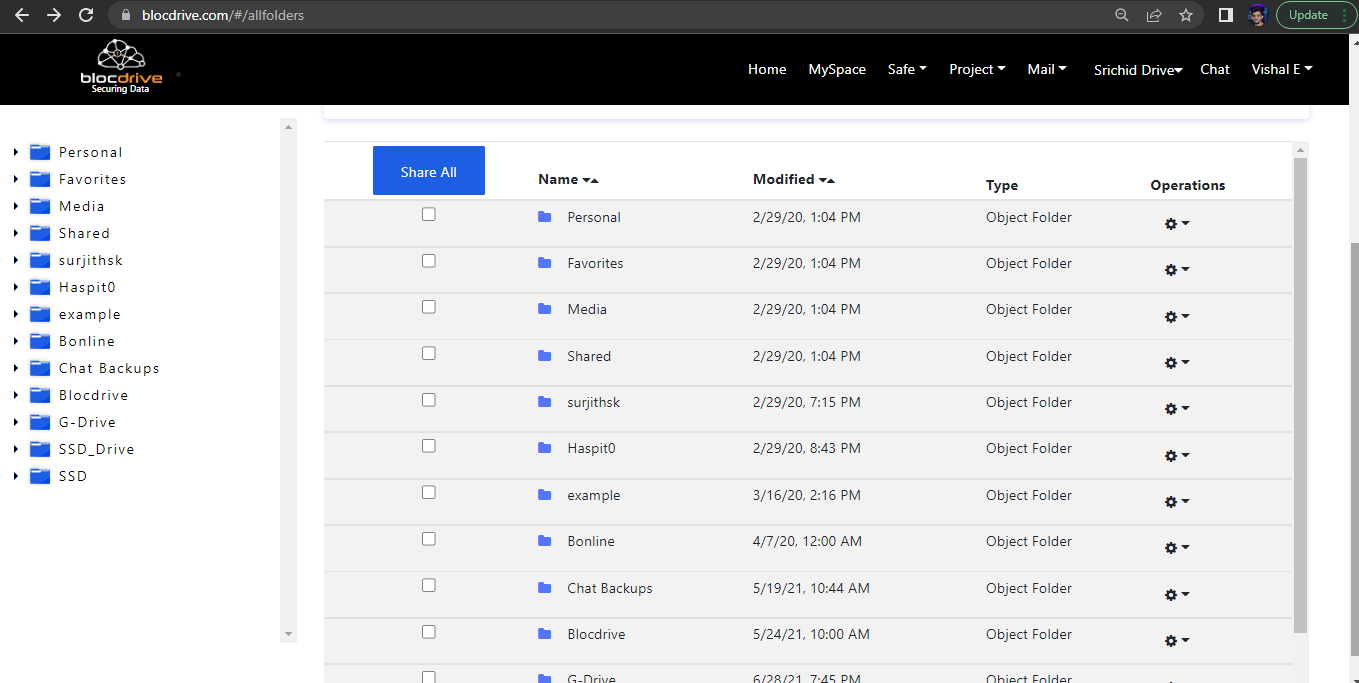 blocdrive.com/#/allfolders
Update
blocdrive
Securing Data
Home MySpace Safe Project Mail Srichid Drive Chat Vishal E
Personal
Favorites
Media
Shared
surjithsk
Haspit0
example
Bonline
Chat Backups
Blocdrive
G-Drive
SSD_Drive
SSD
Share All Name Modified Type Operations
Personal 2/29/20, 1:04 PM Object Folder
Favorites 2/29/20, 1:04 PM Object Folder
Media 2/29/20, 1:04 PM Object Folder
Shared 2/29/20, 1:04 PM Object Folder
surjithsk 2/29/20, 7:15 PM Object Folder
Haspit0 2/29/20, 8:43 PM Object Folder
example 3/16/20, 2:16 PM Object Folder
Bonline 4/7/20, 12:00 AM Object Folder
Chat Backups 5/19/21, 10:44 AM Object Folder
Blocdrive 5/24/21, 10:00 AM Object Folder
G-Drive 6/28/21, 7:45 PM Object Folder